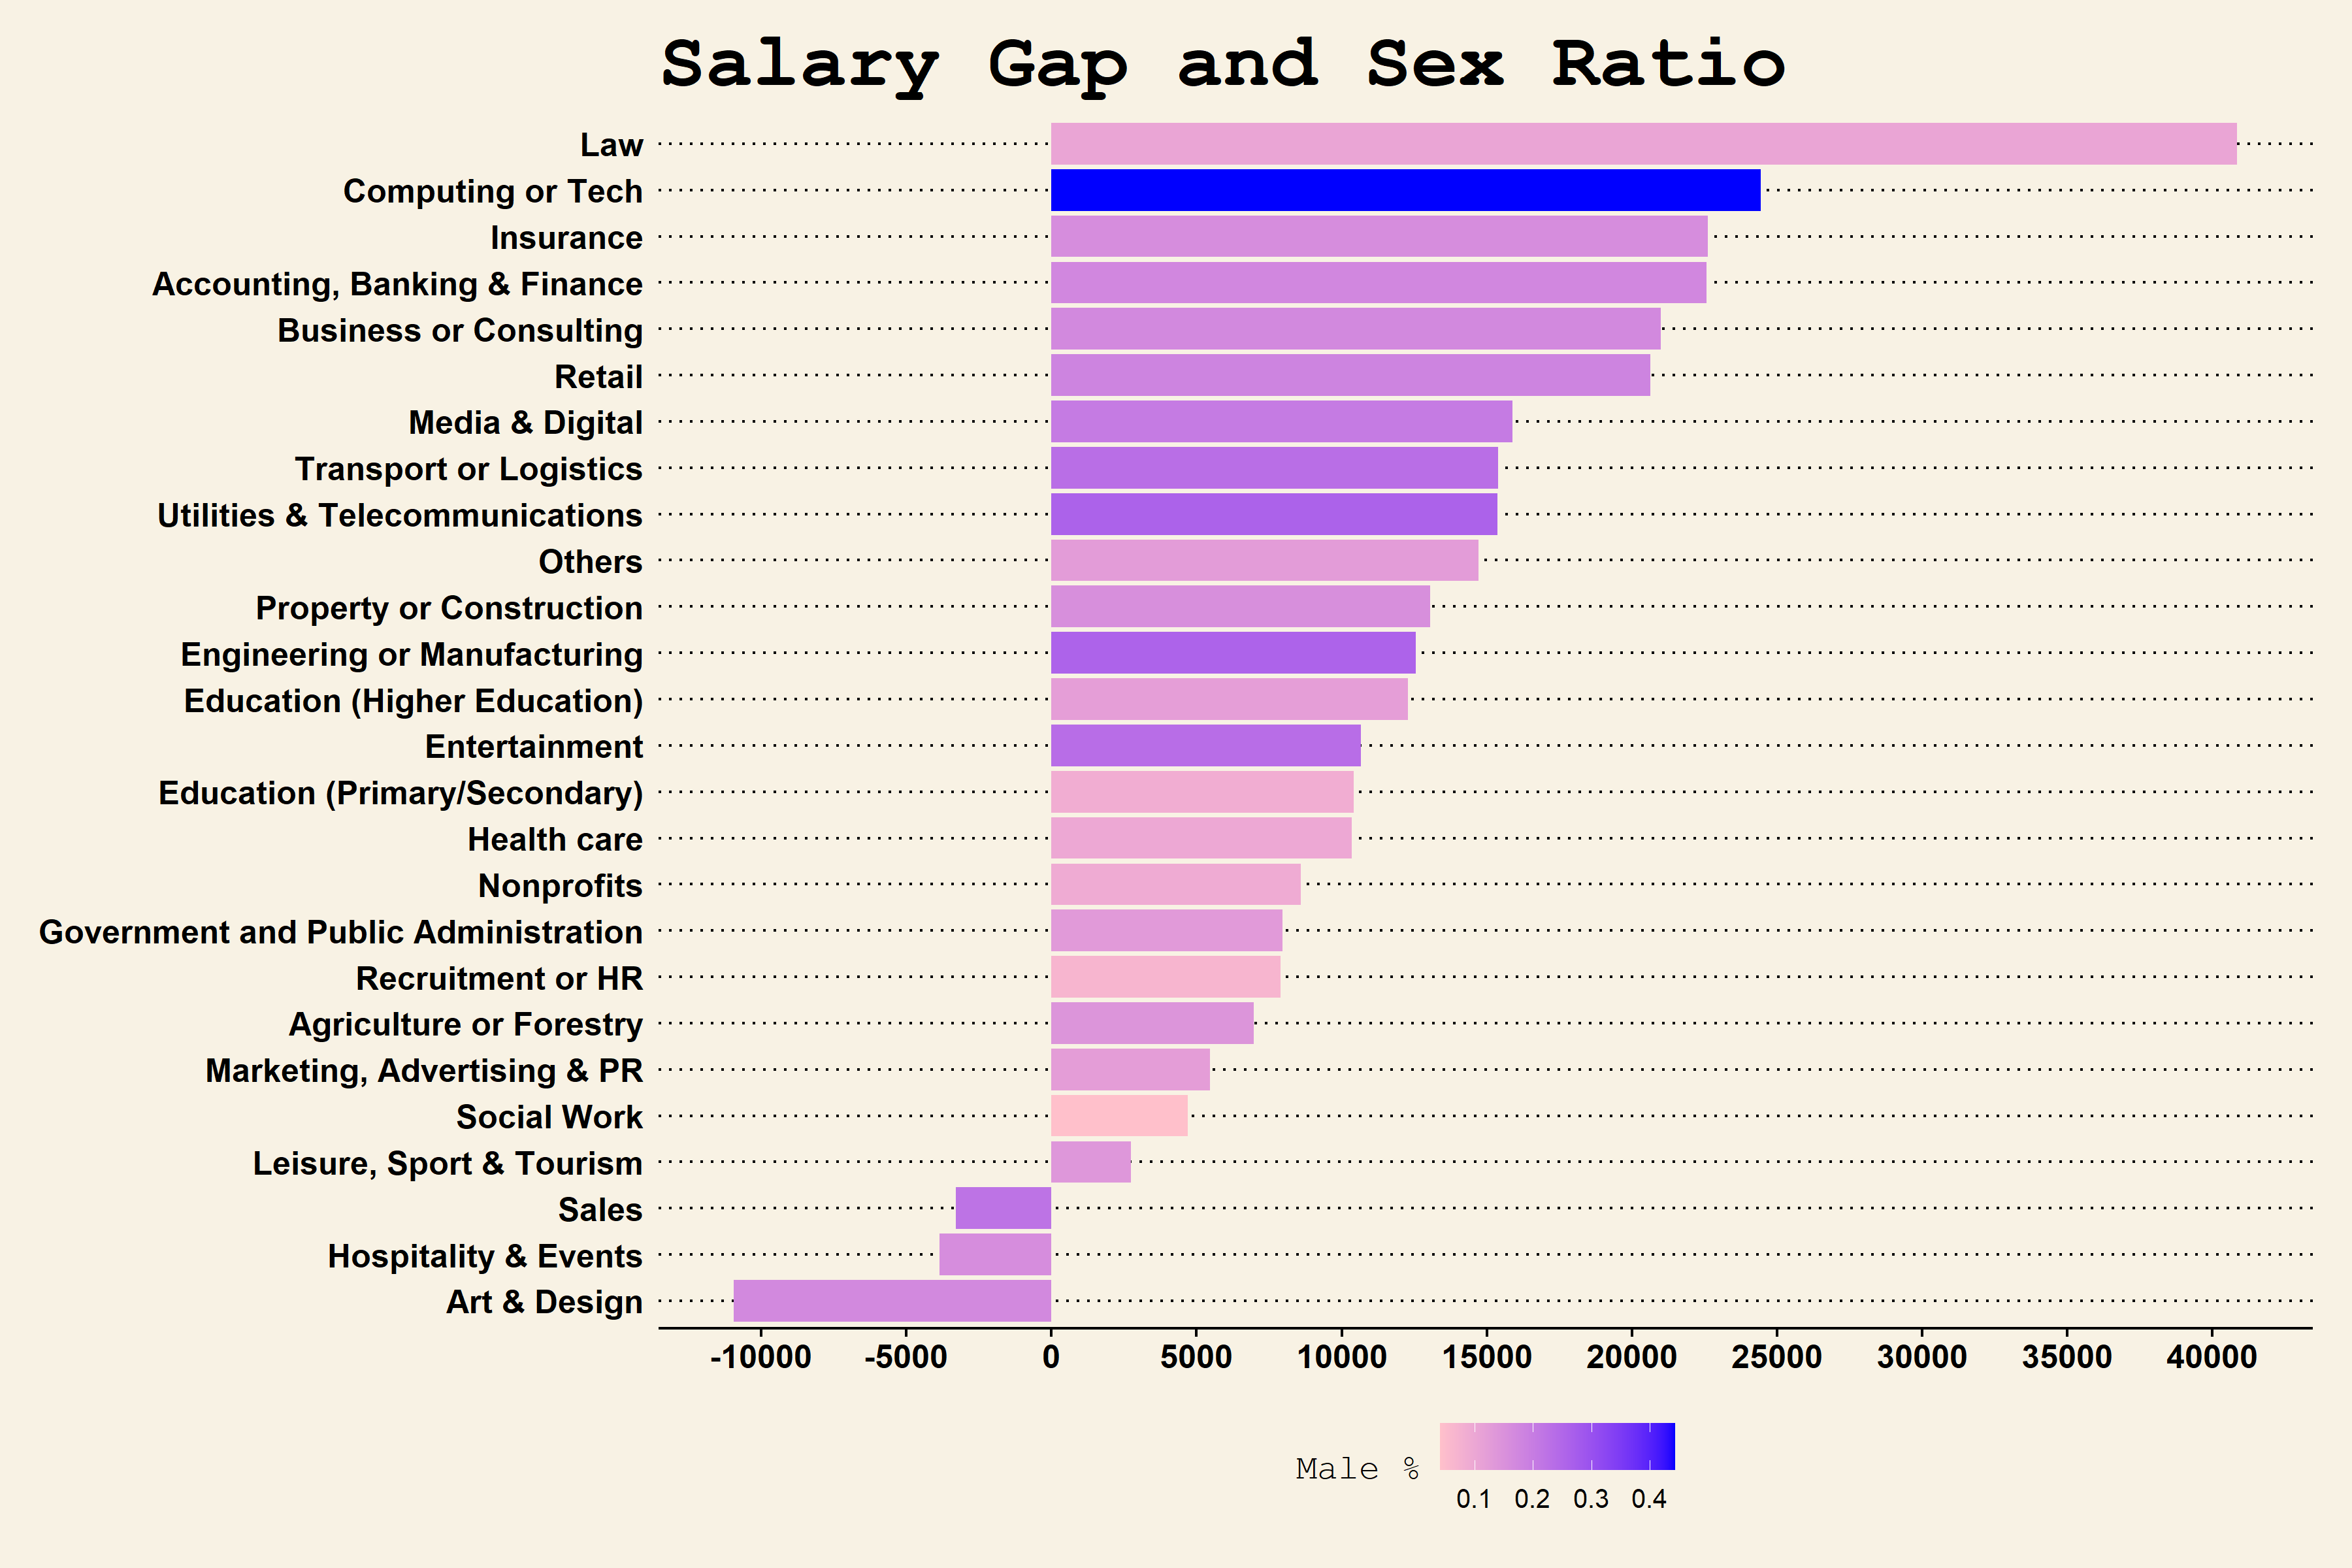 Salary Gap and Sex Ratio
Law
Computing or Tech
Insurance
Accounting, Banking & Finance
Business or Consulting
Retail
Media & Digital
Transport or Logistics
Utilities & Telecommunications
Others
Property or Construction
Engineering or Manufacturing
Education (Higher Education)
Entertainment
Education (Primary/Secondary)
Health care
Nonprofits
Government and Public Administration
Recruitment or HR
Agriculture or Forestry
Marketing, Advertising & PR
Social Work
Leisure, Sport & Tourism
Sales
Hospitality & Events
Art & Design
-10000 -5000 0 5000 10000 15000 20000 25000 30000 35000 40000
Male %
0.1 0.2 0.3 0.4